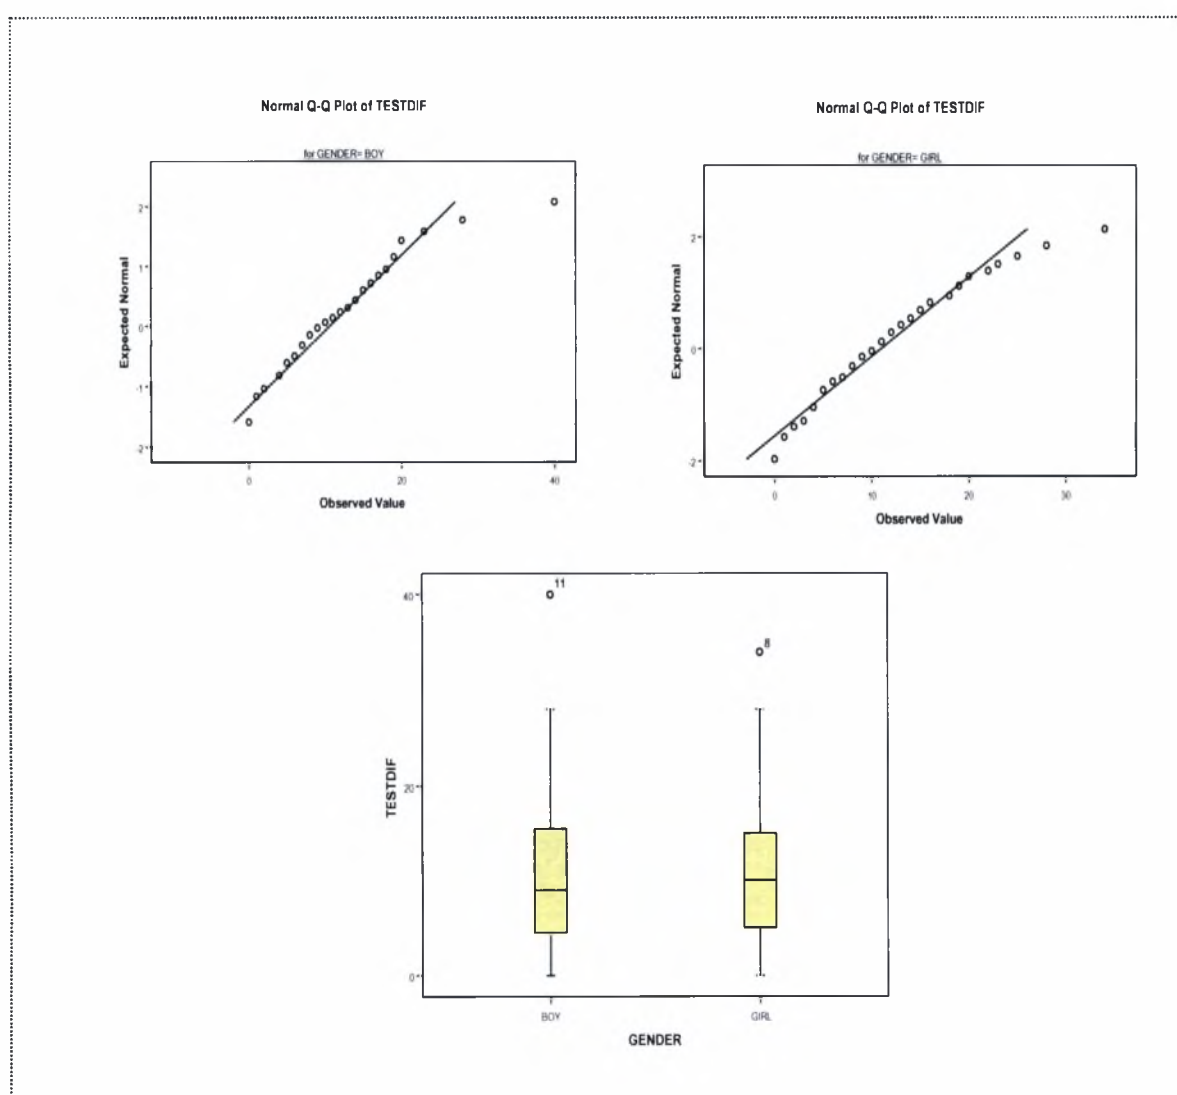 Normal Q-Q Plot of TESTDIF
for GENDER= BOY
Expected Normal
2
1
0
-1
-2
0 20 40
Observed Value
Normal Q-Q Plot of TESTDIF
for GENDER= GIRL
Expected Normal
2
0
-2
0 10 20 30
Observed Value
TESTDIF
40
20
0
11
8
BOY GIRL
GENDER